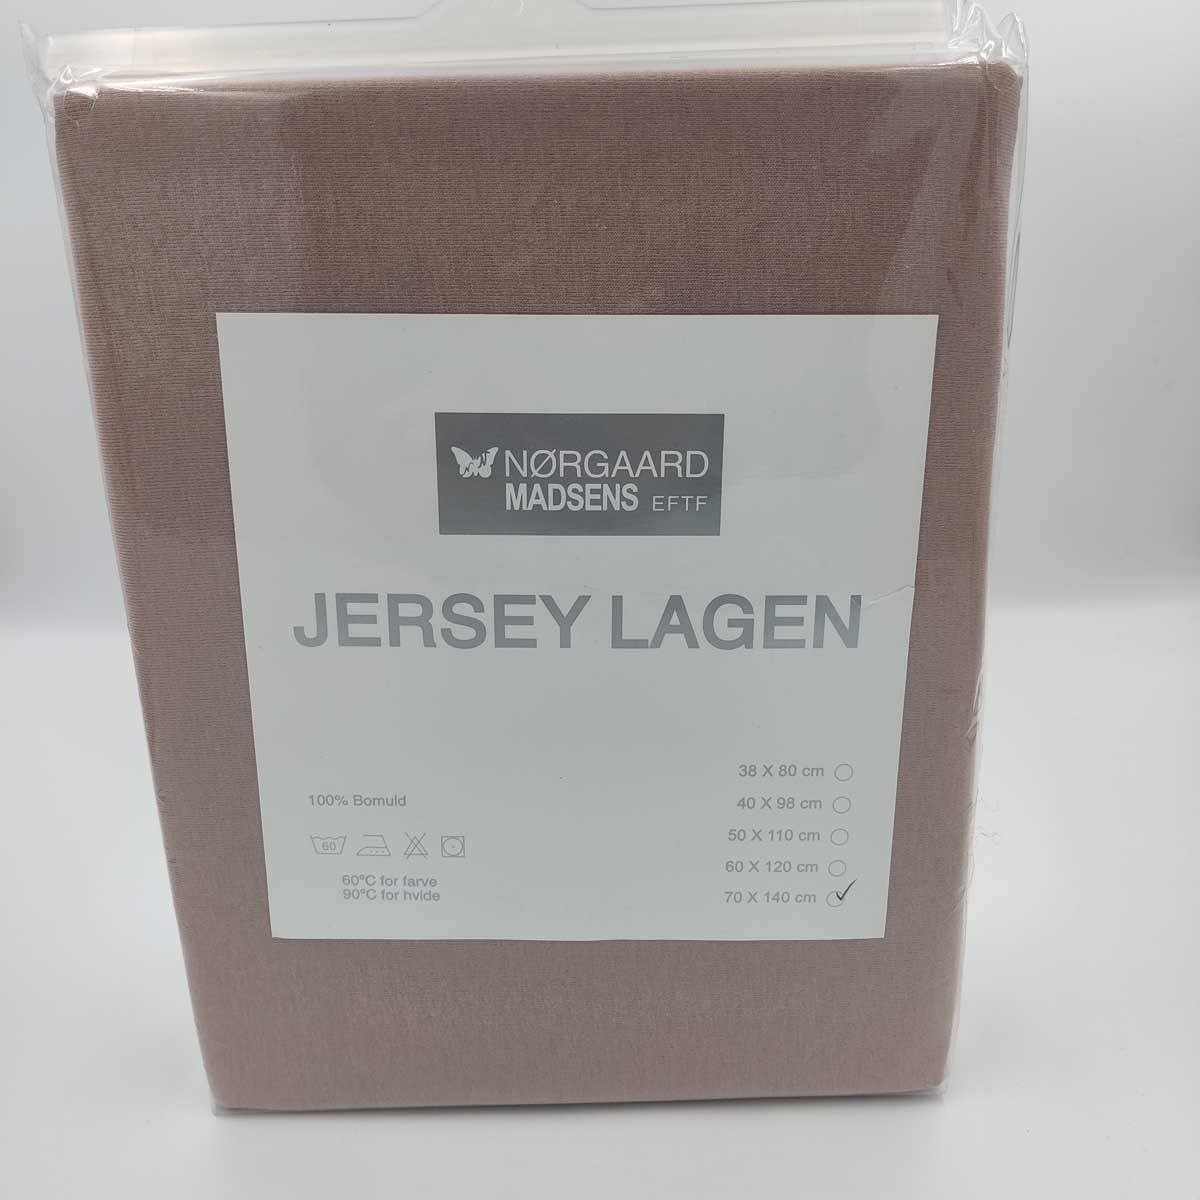 NØRGAARD
MADSENS EFTF
JERSEY LAGEN
38 X 80 cm
40 X 98 cm
50 X 110 cm
60 X 120 cm
70 X 140 cm
100% Bomuld
60
60°C for farve
90°C for hvide